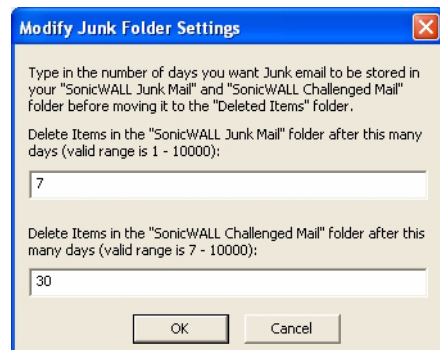 Modify Junk Folder Settings
Type in the number of days you want Junk email to be stored in
your "SonicWALL Junk Mail" and "SonicWALL Challenged Mail"
folder before moving it to the "Deleted Items" folder.
Delete Items in the "SonicWALL Junk Mail" folder after this many
days (valid range is 1 - 10000):
7
Delete Items in the "SonicWALL Challenged Mail" folder after this
many days (valid range is 7 - 10000):
30
OK Cancel